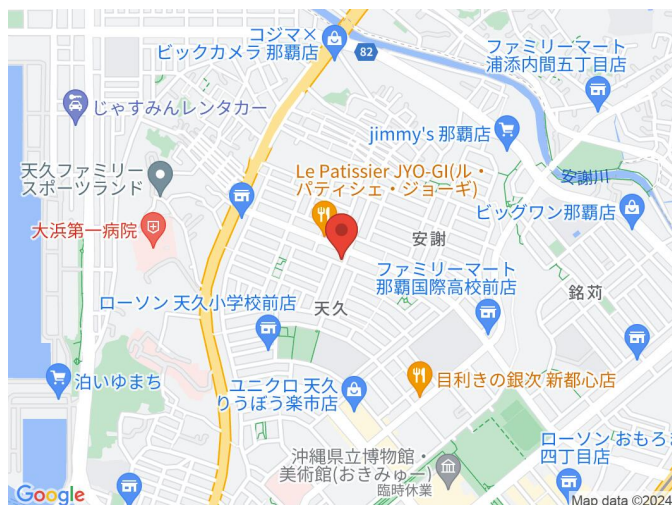 コジマ×
ビックカメラ 那覇店
82
ファミリーマート
浦添内間五丁目店
じゃすみんレンタカー
jimmy's 那覇店
天久ファミリー
スポーツランド
Le Patissier JYO-GI(ル・
パティシェ・ジョーギ)
安謝川
大浜第一病院
安謝
ビッグワン那覇店
ファミリーマート
那覇国際高校前店
ローソン 天久小学校前店
天久
銘苅
泊いゆまち
ユニクロ 天久
りうぼう楽市店
目利きの銀次 新都心店
沖縄県立博物館・
美術館(おきみゅー)
臨時休業
ローソン おもろま
四丁目店
Google
Map data ©2024